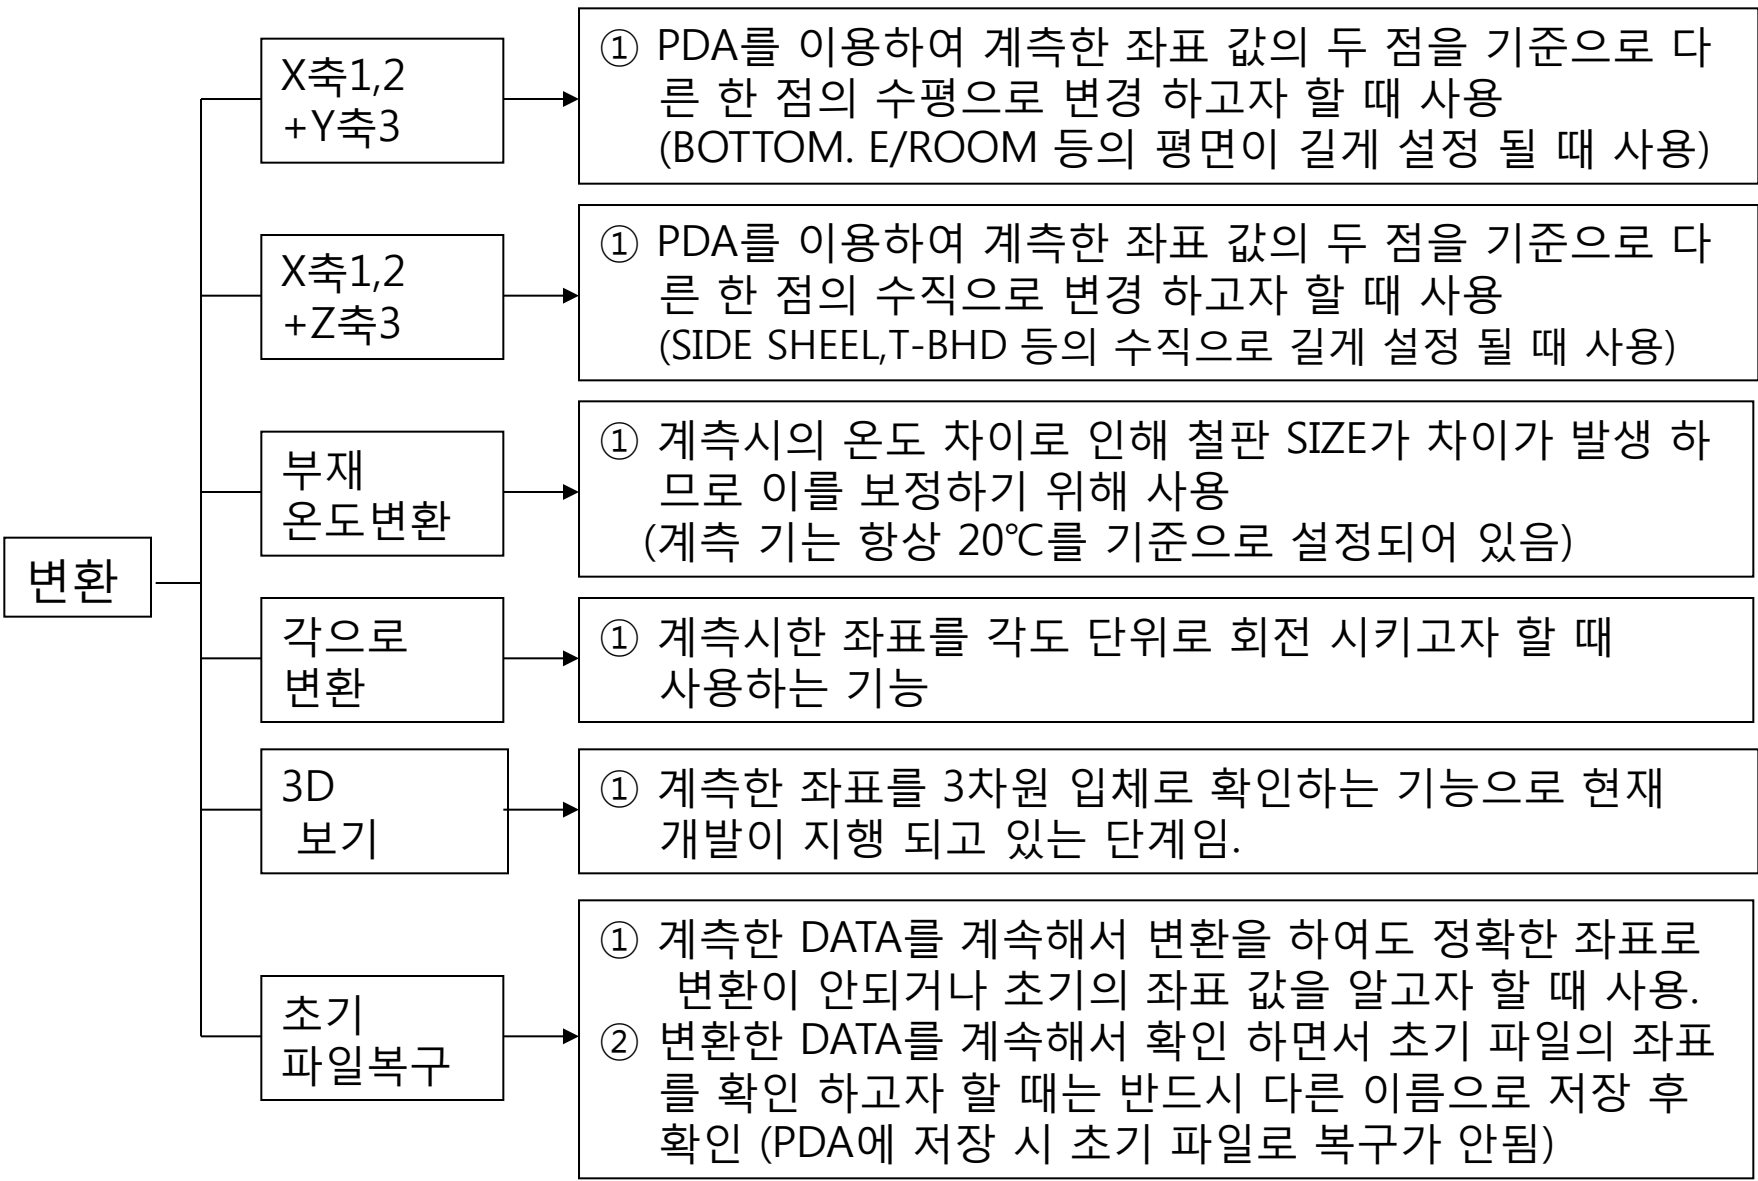 변환
X축1,2
+Y축3
① PDA를 이용하여 계측한 좌표 값의 두 점을 기준으로 다
른 한 점의 수평으로 변경 하고자 할 때 사용
(BOTTOM. E/ROOM 등의 평면이 길게 설정 될 때 사용)
X축1,2
+Z축3
① PDA를 이용하여 계측한 좌표 값의 두 점을 기준으로 다
른 한 점의 수직으로 변경 하고자 할 때 사용
(SIDE SHEEL,T-BHD 등의 수직으로 길게 설정 될 때 사용)
부재
온도변환
① 계측시의 온도 차이로 인해 철판 SIZE가 차이가 발생 하
므로 이를 보정하기 위해 사용
(계측 기는 항상 20℃를 기준으로 설정되어 있음)
각으로
변환
① 계측시한 좌표를 각도 단위로 회전 시키고자 할 때
사용하는 기능
3D
보기
① 계측한 좌표를 3차원 입체로 확인하는 기능으로 현재
개발이 지행 되고 있는 단계임.
초기
파일복구
① 계측한 DATA를 계속해서 변환을 하여도 정확한 좌표로
변환이 안되거나 초기의 좌표 값을 알고자 할 때 사용.
② 변환한 DATA를 계속해서 확인 하면서 초기 파일의 좌표
를 확인 하고자 할 때는 반드시 다른 이름으로 저장 후
확인 (PDA에 저장 시 초기 파일로 복구가 안됨)